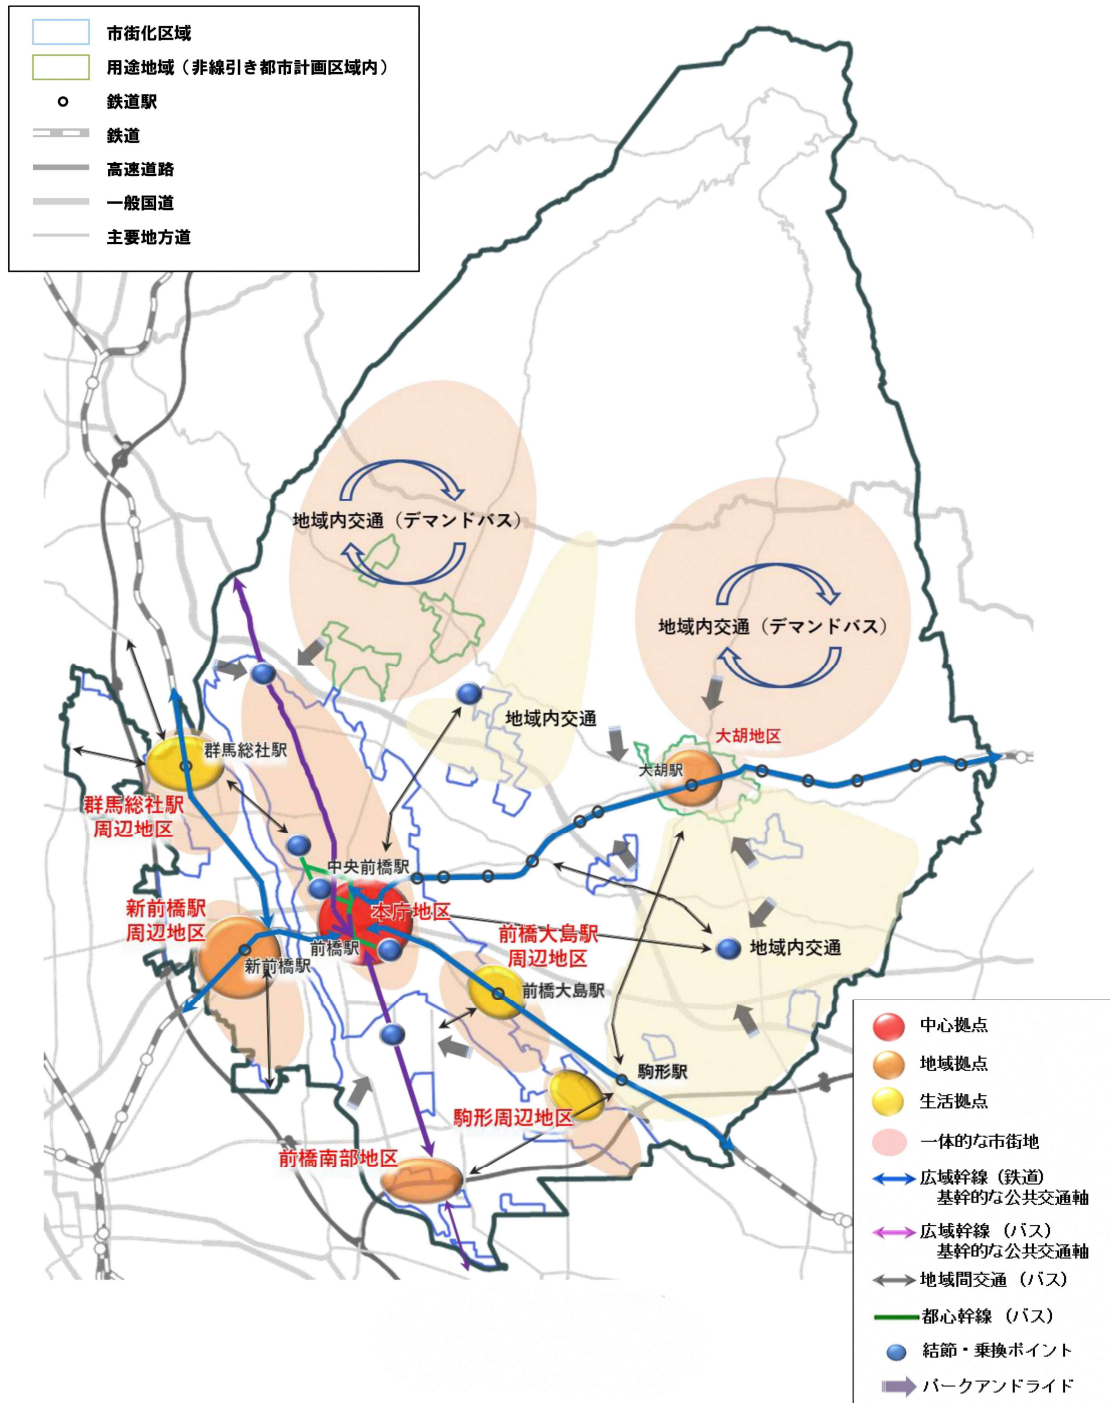 市街化区域
用途地域（非線引き都市計画区域内）
鉄道駅
鉄道
高速道路
一般国道
主要地方道
地域内交通（デマンドバス）
地域内交通（デマンドバス）
地域内交通
大胡地区
大胡駅
群馬総社駅
群馬総社駅
周辺地区
中央前橋駅
本庁地区
新前橋駅
周辺地区
前橋駅
新前橋駅
前橋大島駅
周辺地区
前橋大島駅
地域内交通
駒形駅
駒形周辺地区
前橋南部地区
中心拠点
地域拠点
生活拠点
一体的な市街地
広域幹線（鉄道）
基幹的な公共交通軸
広域幹線（バス）
基幹的な公共交通軸
地域間交通（バス）
都心幹線（バス）
結節・乗換ポイント
パークアンドライド